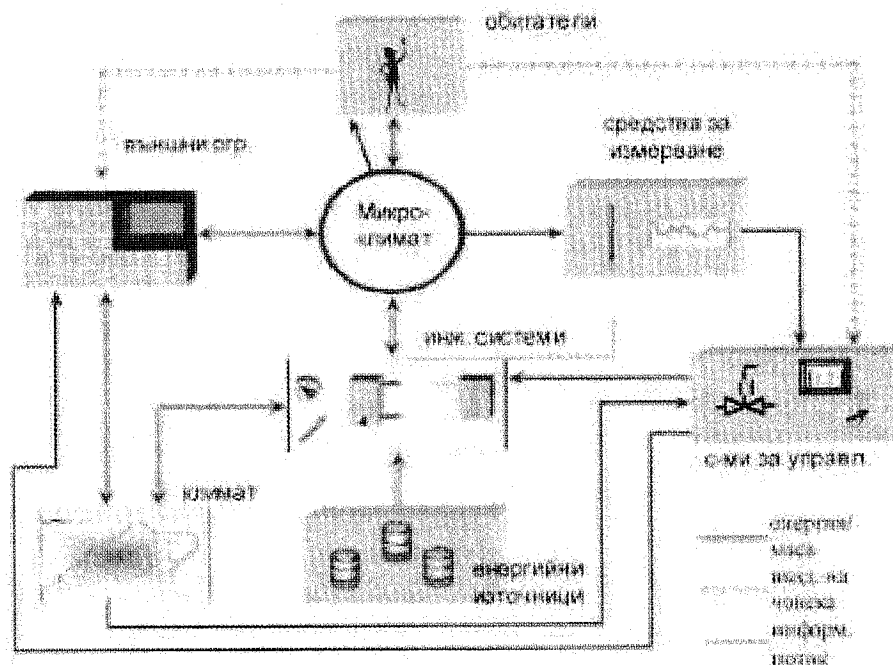 обитатели
външни огр.
средства за
измерване
Микро-
климат
инж. системи
с-ми за управл.
климат
енергийни
източници
енергия/
маса
възд. на
човека
информ.
поток